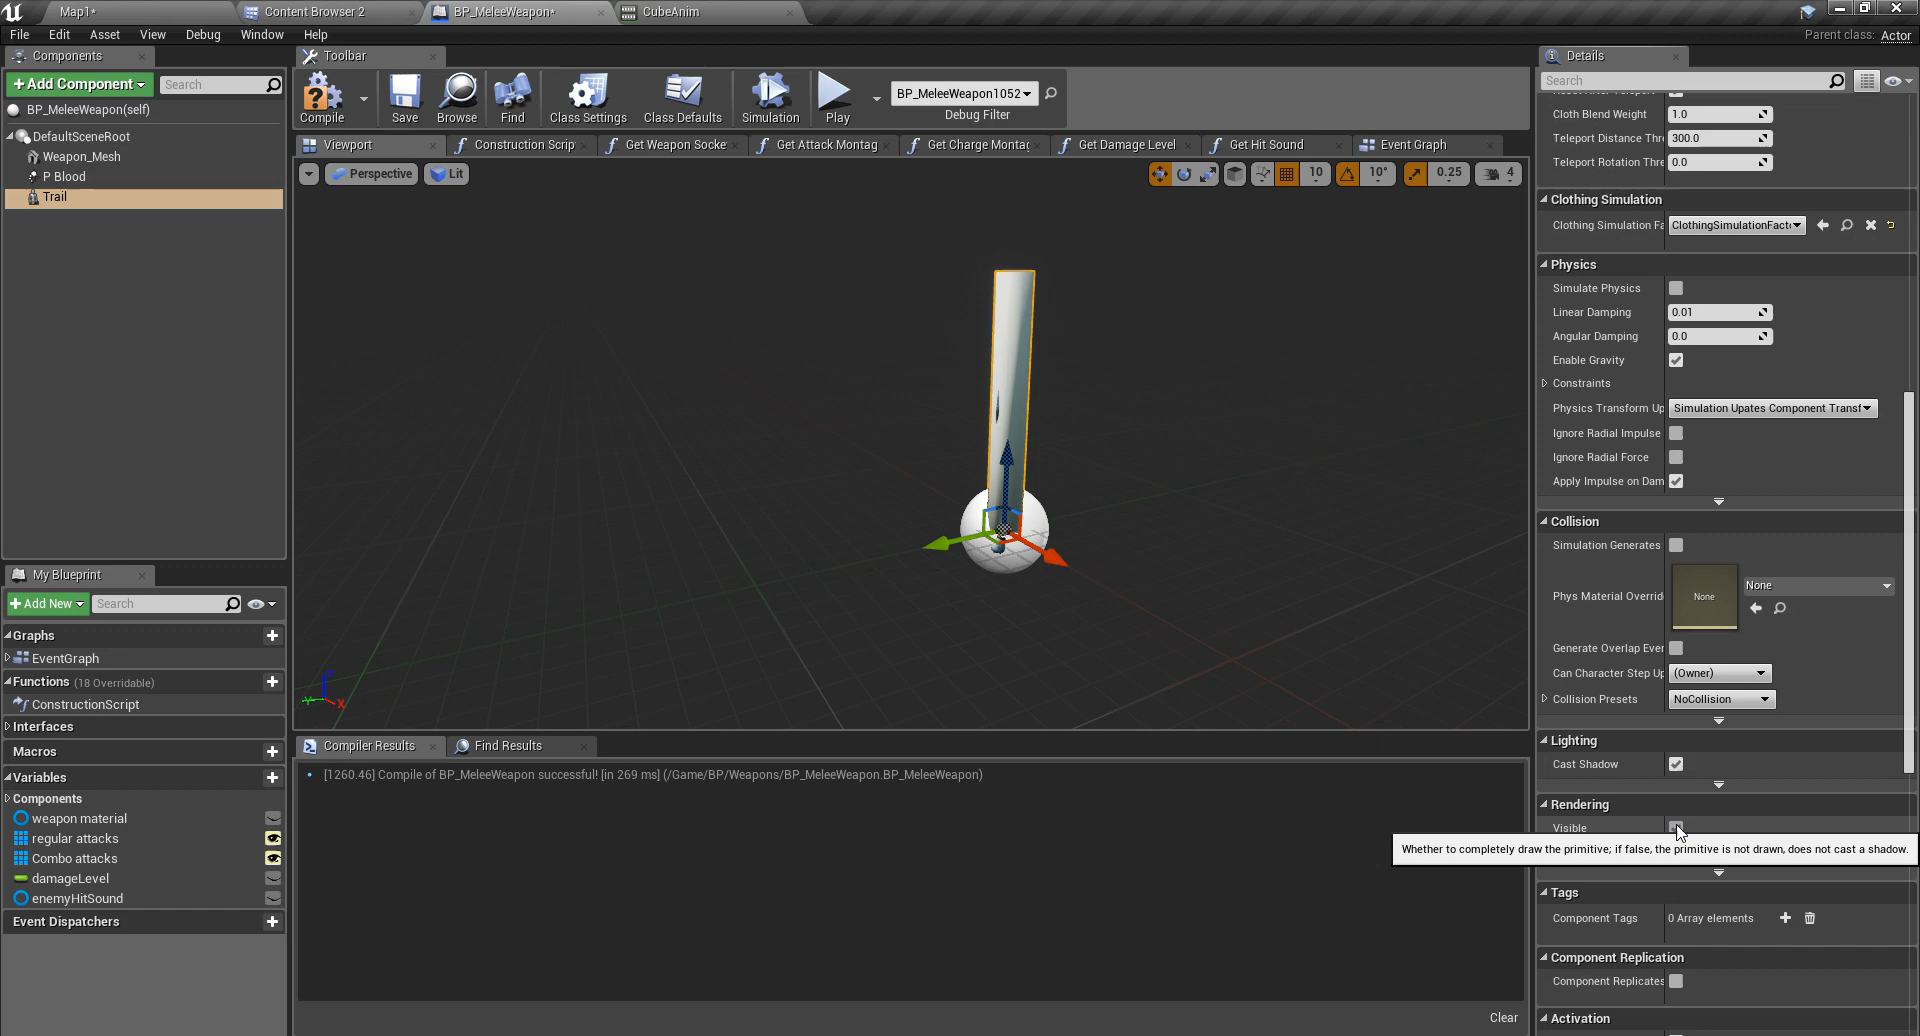 Map1*
Content Browser 2
BP_MeleeWeapon*
CubeAnim
File
Edit
Asset
View
Debug
Window
Help
Parent class: Actor
Components
+Add Component
Search
BP_MeleeWeapon(self)
DefaultSceneRoot
Weapon_Mesh
P Blood
Trail
My Blueprint
+Add New
Search
Graphs
EventGraph
Functions (18 Overridable)
ConstructionScript
Interfaces
Macros
Variables
Components
weapon material
regular attacks
Combo attacks
damageLevel
enemyHitSound
Event Dispatchers
Toolbar
Compile
Save
Browse
Find
Class Settings
Class Defaults
Simulation
Play
BP_MeleeWeapon1052
Debug Filter
Viewport
Construction Scrip
Get Weapon Socke
Get Attack Montag
Get Charge Montag
Get Damage Level
Get Hit Sound
Event Graph
Perspective
Lit
10
10°
0.25
4
Z
Y
X
Compiler Results
Find Results
[1260.46] Compile of BP_MeleeWeapon successful! [in 269 ms] (/Game/BP/Weapons/BP_MeleeWeapon.BP_MeleeWeapon)
Clear
Details
Search
Cloth Blend Weight 1.0
Teleport Distance Thre 300.0
Teleport Rotation Thre 0.0
Clothing Simulation
Clothing Simulation Fa ClothingSimulationFact
Physics
Simulate Physics
Linear Damping 0.01
Angular Damping 0.0
Enable Gravity
Constraints
Physics Transform Up Simulation Upates Component Transf
Ignore Radial Impulse
Ignore Radial Force
Apply Impulse on Dam
Collision
Simulation Generates
Phys Material Overrid None None
Generate Overlap Ever
Can Character Step Up (Owner)
Collision Presets NoCollision
Lighting
Cast Shadow
Rendering
Visible
Whether to completely draw the primitive; if false, the primitive is not drawn, does not cast a shadow.
Tags
Component Tags 0 Array elements
Component Replication
Component Replicates
Activation